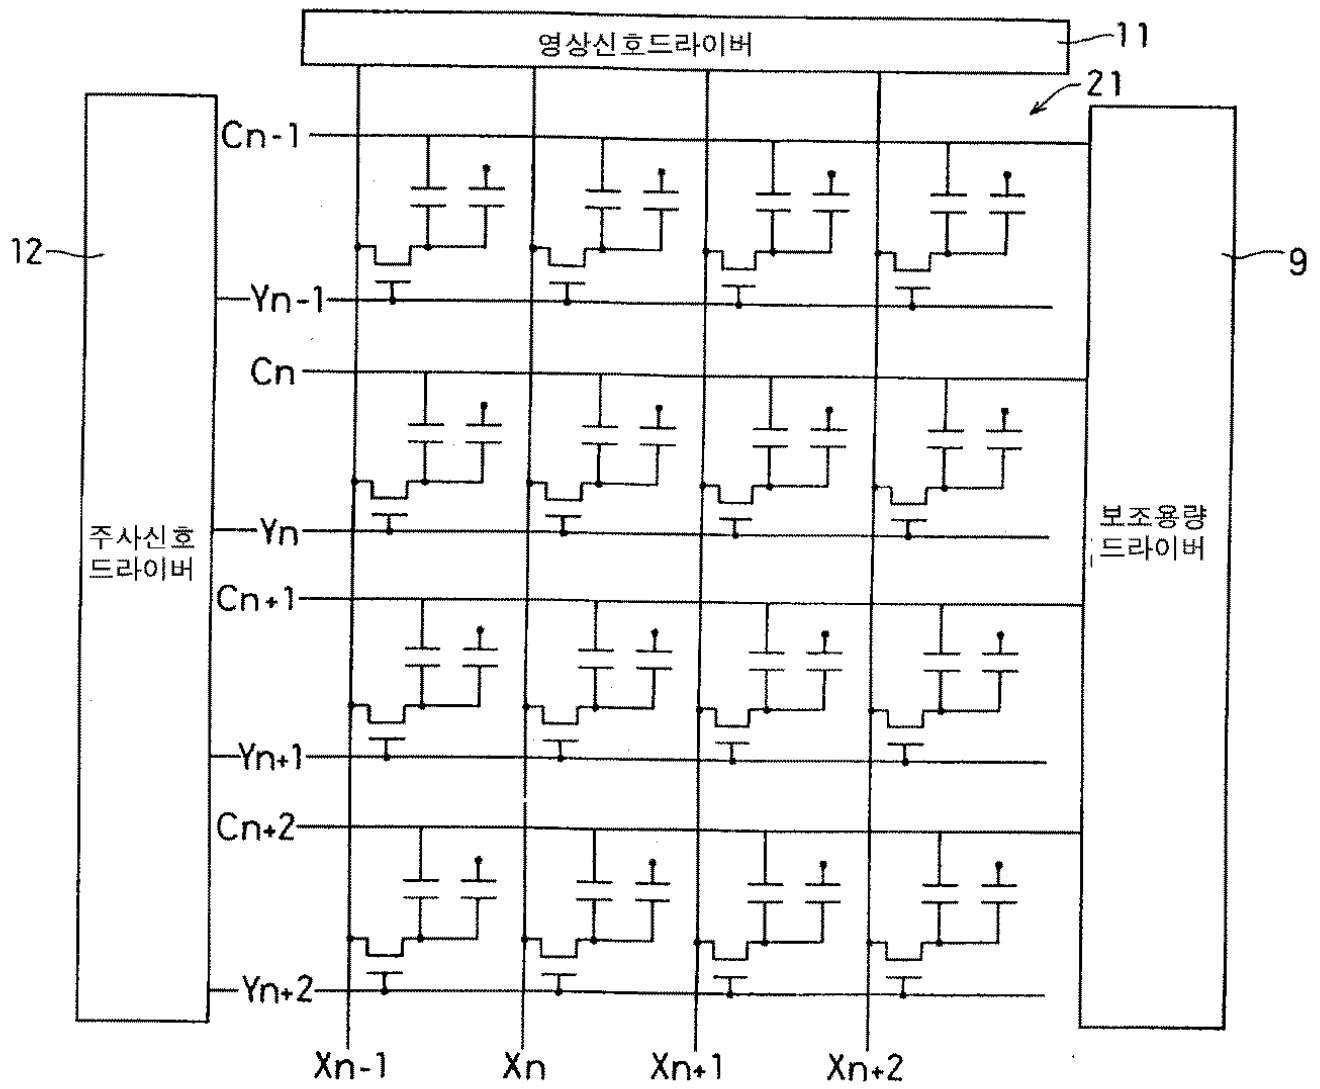 영상신호드라이버
11
21
Cn-1
12
9
Yn-1
Cn
Yn
주사신호
드라이버
보조용량
드라이버
Cn+1
Yn+1
Cn+2
Yn+2
Xn-1 Xn Xn+1 Xn+2